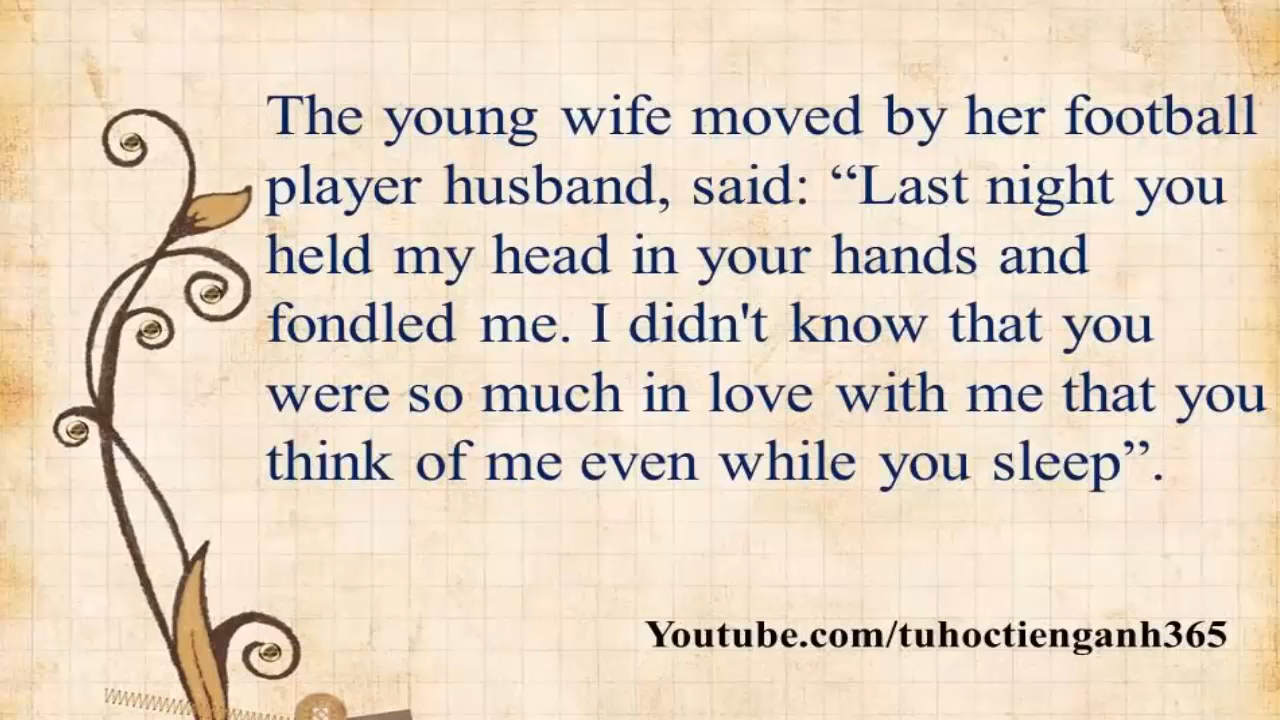 The young wife moved by her football
player husband, said: “Last night you
held my head in your hands and
fondled me. I didn't know that you
were so much in love with me that you
think of me even while you sleep”.
Youtube.com/tuhoctienganh365